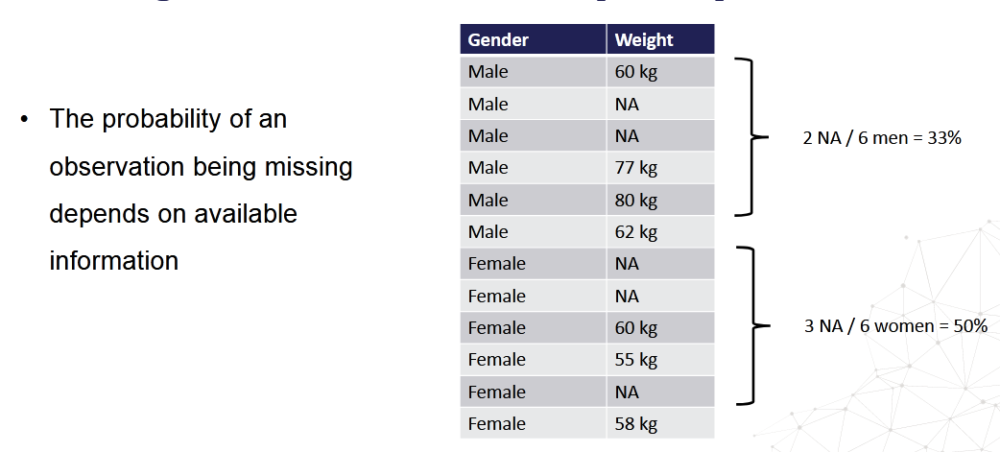 • The probability of an
observation being missing
depends on available
information
Gender Weight
Male 60 kg
Male NA
Male NA
Male 77 kg
Male 80 kg
Male 62 kg
Female NA
Female NA
Female 60 kg
Female 55 kg
Female NA
Female 58 kg
2 NA / 6 men = 33%
3 NA / 6 women = 50%